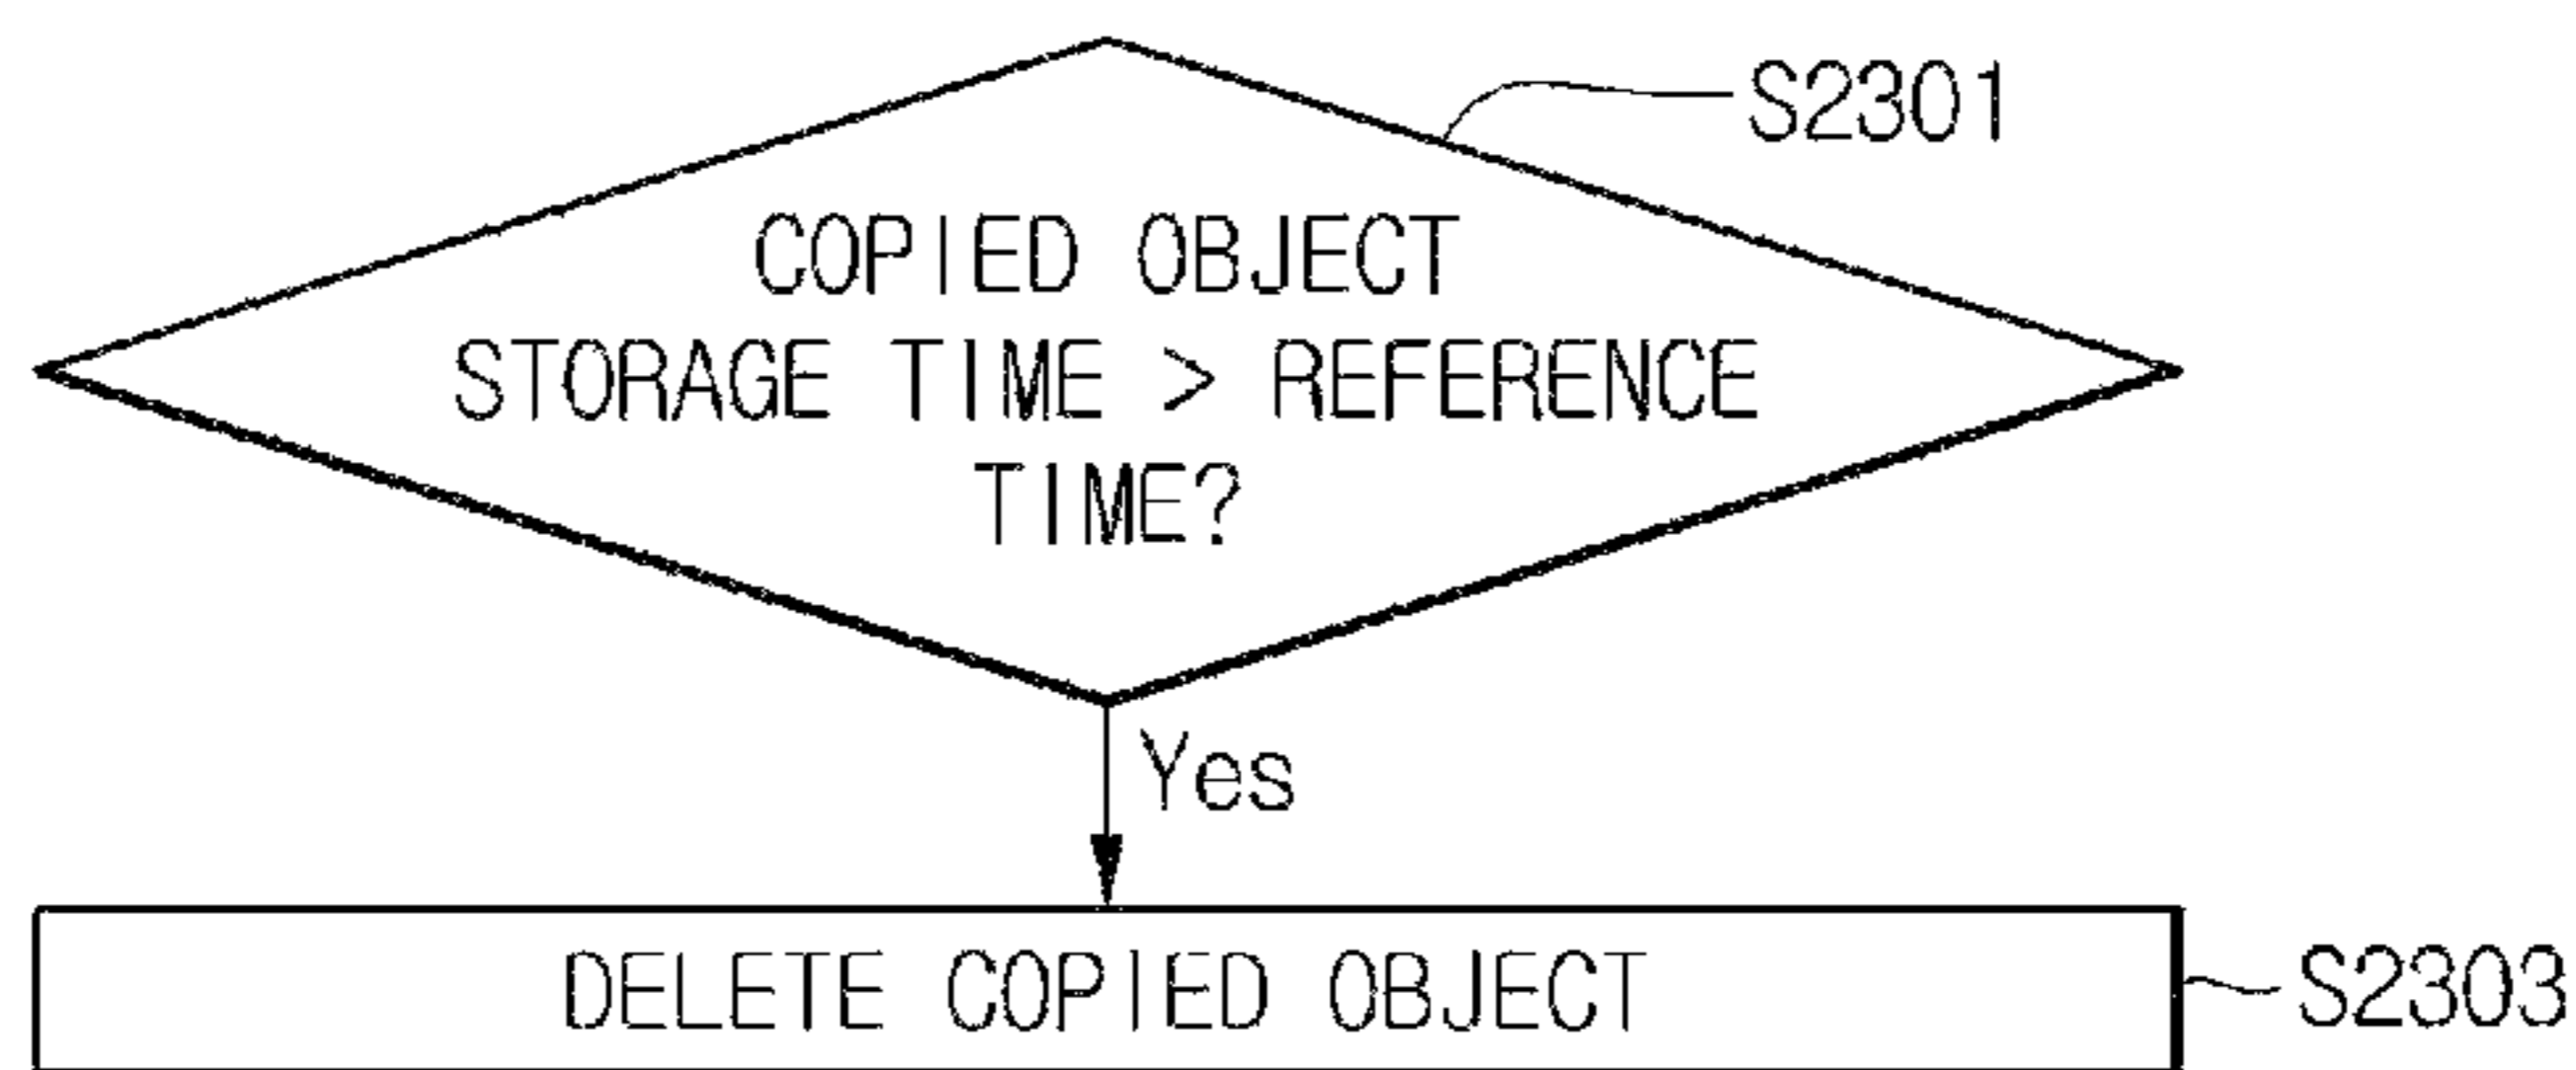 S2301
COPIED OBJECT
STORAGE TIME > REFERENCE
TIME?
Yes
DELETE COPIED OBJECT
S2303